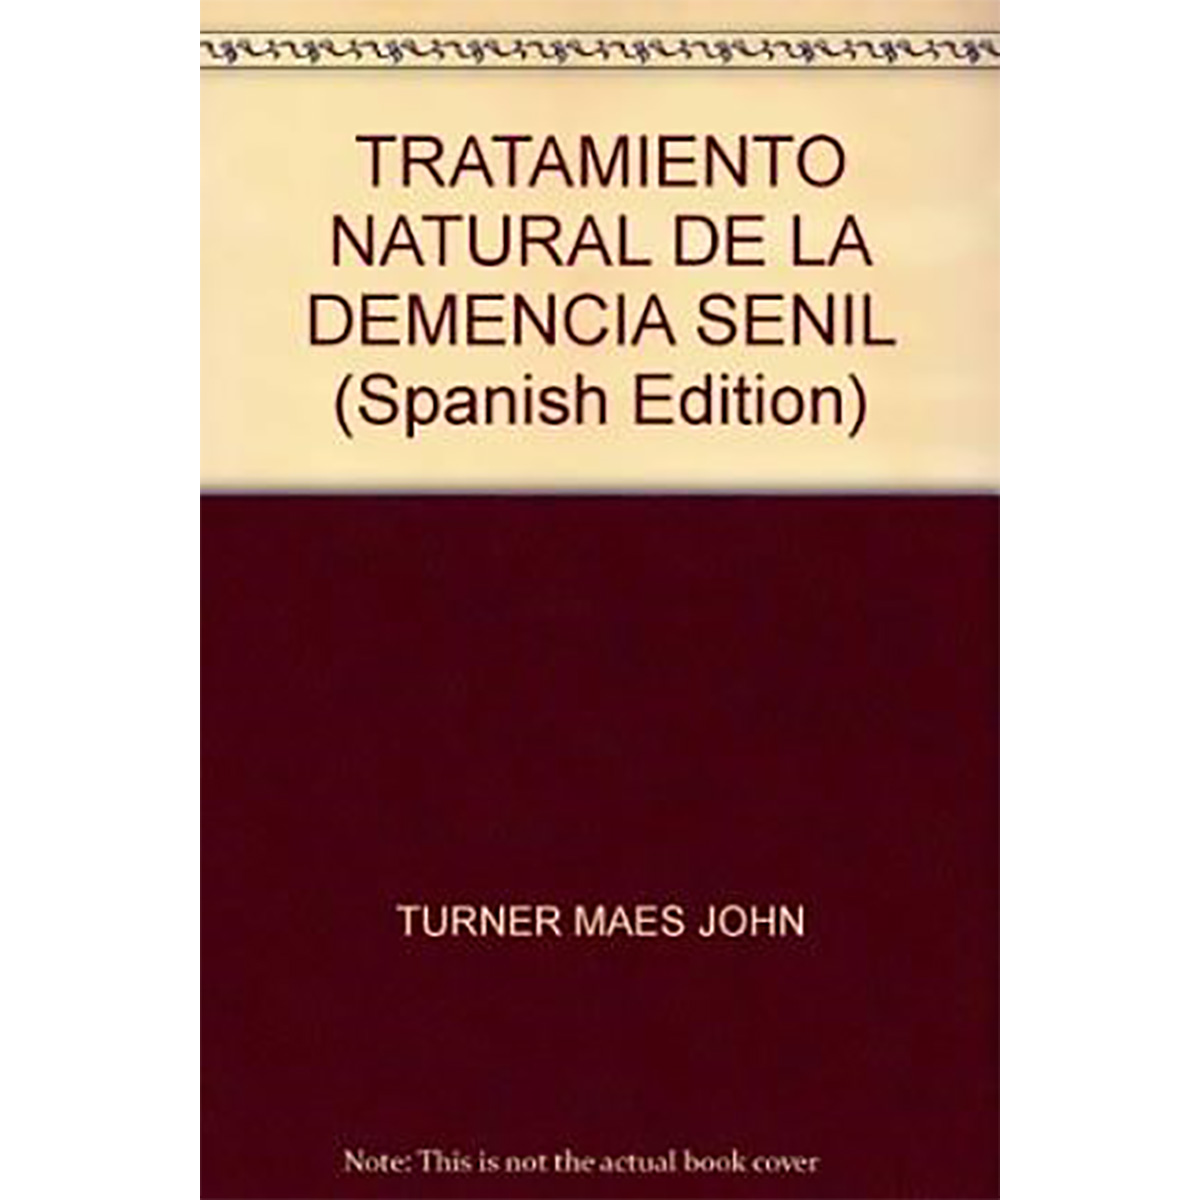 TRATAMIENTO
NATURAL DE LA
DEMENCIA SENIL
(Spanish Edition)
TURNER MAES JOHN
Note: This is not the actual book cover